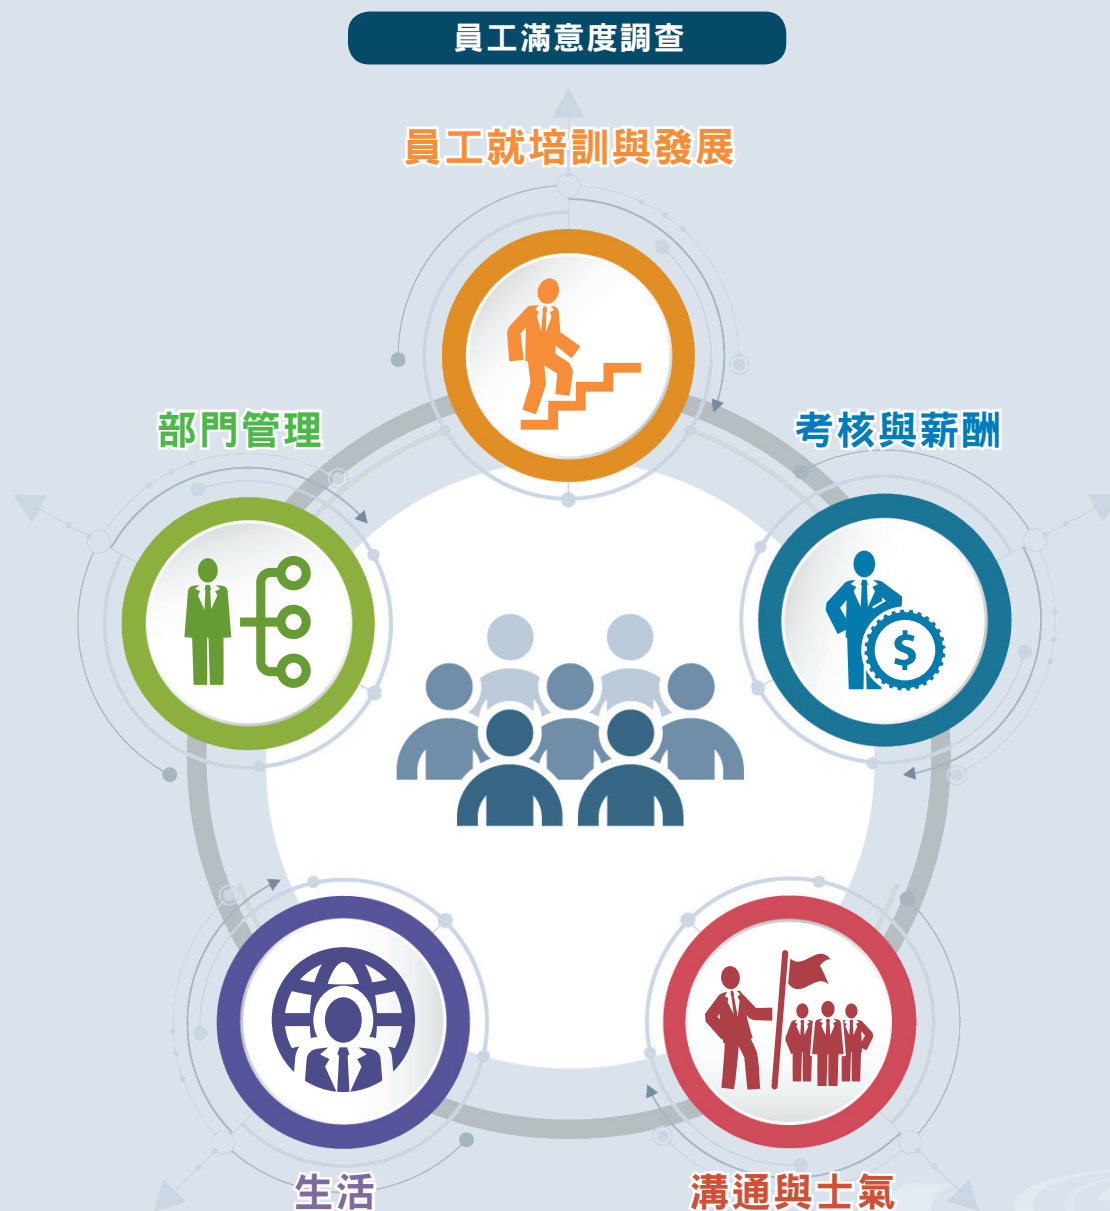 員工滿意度調查
員工就培訓與發展
部門管理
考核與薪酬
$
生活
溝通與士氣